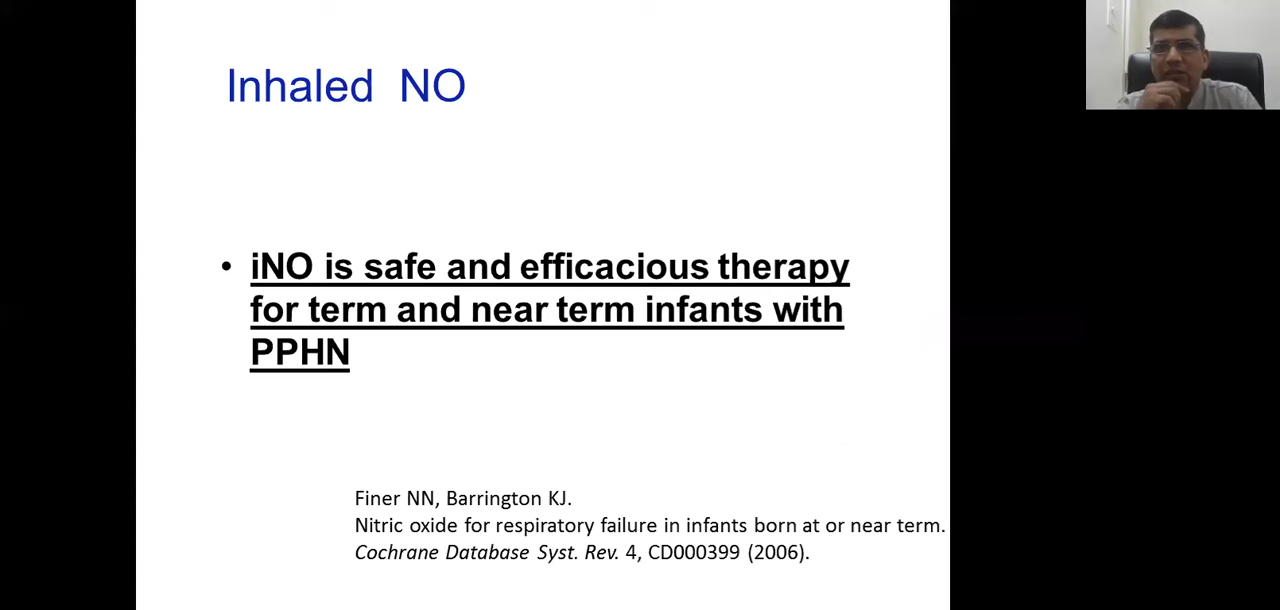 Inhaled NO
• iNO is safe and efficacious therapy
for term and near term infants with
PPHN
Finer NN, Barrington KJ.
Nitric oxide for respiratory failure in infants born at or near term.
Cochrane Database Syst. Rev. 4, CD000399 (2006).